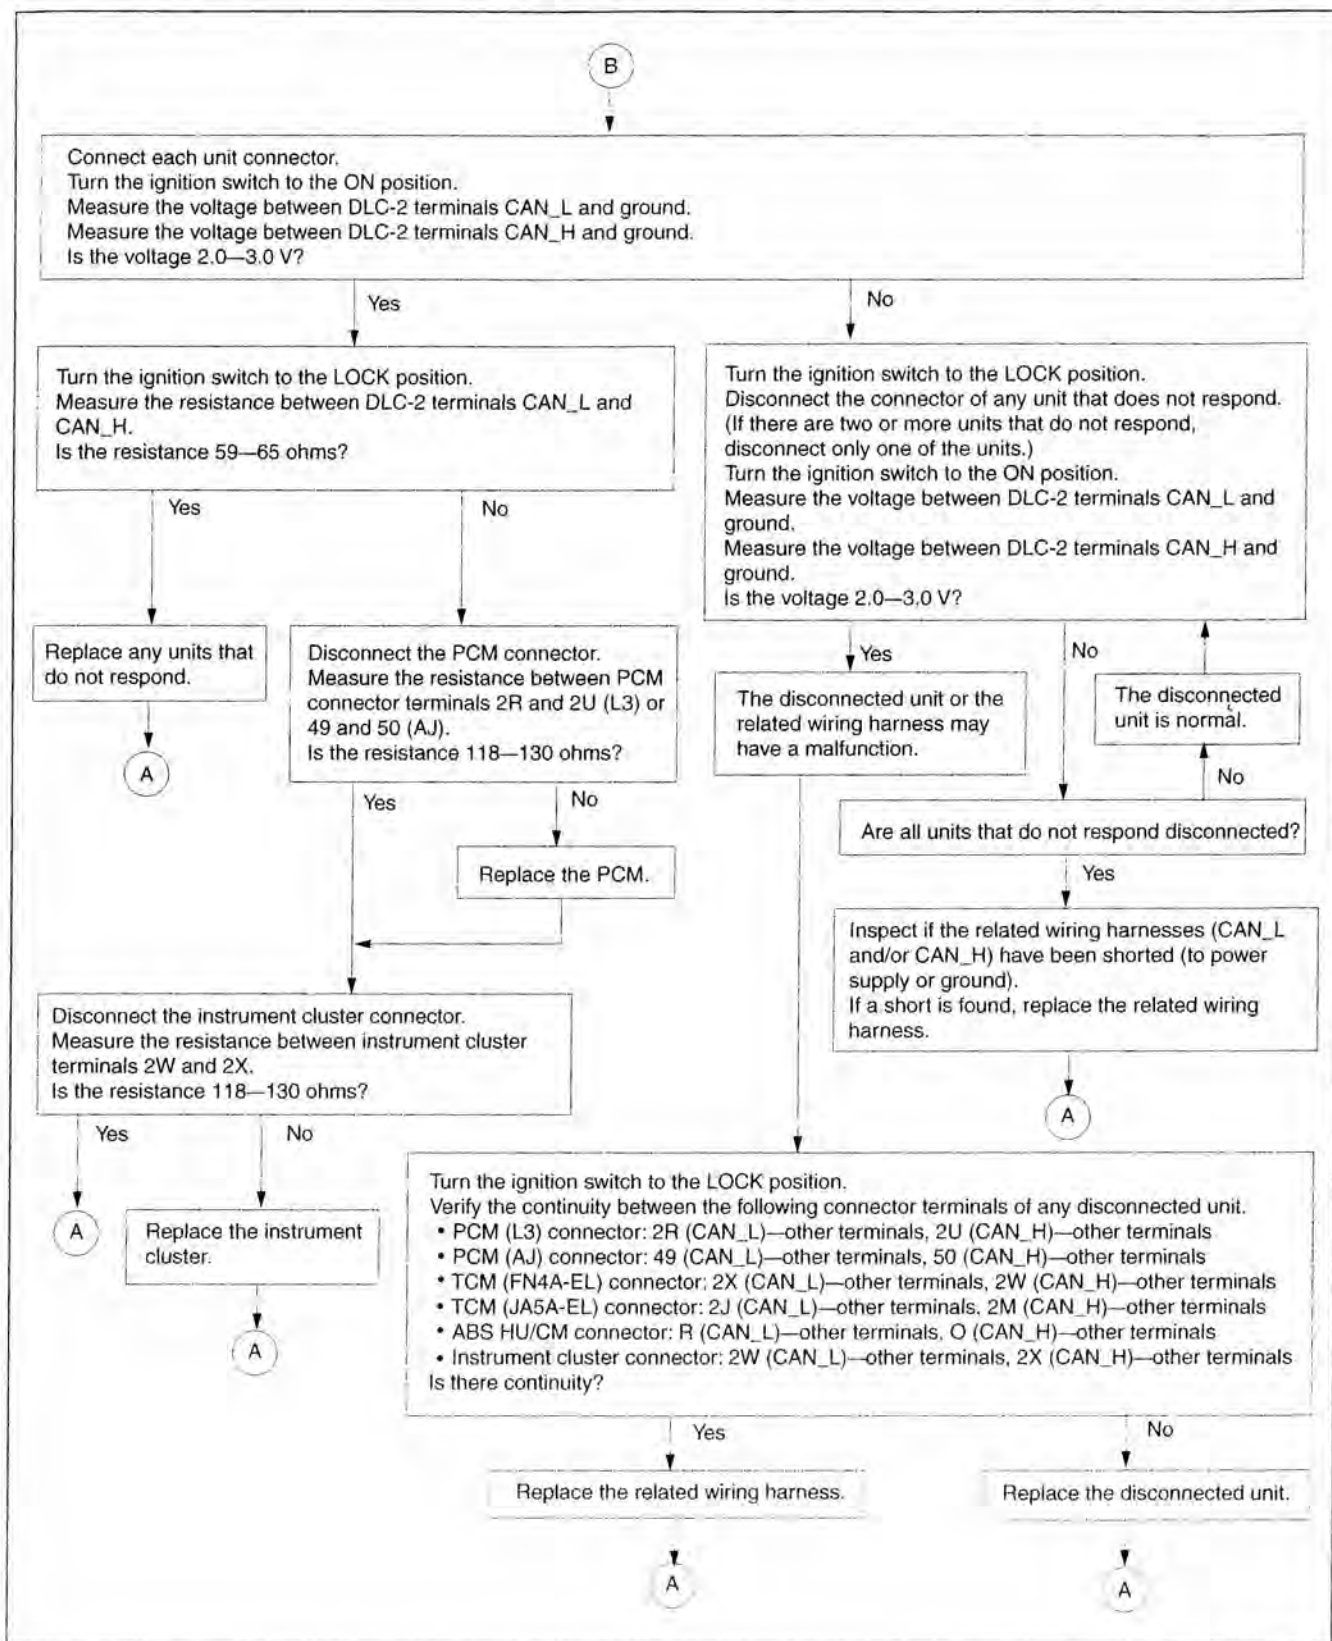 B
Connect each unit connector.
Turn the ignition switch to the ON position.
Measure the voltage between DLC-2 terminals CAN_L and ground.
Measure the voltage between DLC-2 terminals CAN_H and ground.
Is the voltage 2.0—3.0 V?
Yes
No
Turn the ignition switch to the LOCK position.
Measure the resistance between DLC-2 terminals CAN_L and
CAN_H.
Is the resistance 59—65 ohms?
Turn the ignition switch to the LOCK position.
Disconnect the connector of any unit that does not respond.
(If there are two or more units that do not respond,
disconnect only one of the units.)
Turn the ignition switch to the ON position.
Measure the voltage between DLC-2 terminals CAN_L and
ground.
Measure the voltage between DLC-2 terminals CAN_H and
ground.
Is the voltage 2.0—3.0 V?
Yes
No
Replace any units that
do not respond.
A
Disconnect the PCM connector.
Measure the resistance between PCM
connector terminals 2R and 2U (L3) or
49 and 50 (AJ).
Is the resistance 118—130 ohms?
Yes
No
The disconnected unit or the
related wiring harness may
have a malfunction.
The disconnected
unit is normal.
No
Yes
No
Replace the PCM.
Are all units that do not respond disconnected?
Yes
Inspect if the related wiring harnesses (CAN_L
and/or CAN_H) have been shorted (to power
supply or ground).
If a short is found, replace the related wiring
harness.
A
Disconnect the instrument cluster connector.
Measure the resistance between instrument cluster
terminals 2W and 2X.
Is the resistance 118—130 ohms?
Yes
No
A
Replace the instrument
cluster.
A
Turn the ignition switch to the LOCK position.
Verify the continuity between the following connector terminals of any disconnected unit.
• PCM (L3) connector: 2R (CAN_L)—other terminals, 2U (CAN_H)—other terminals
• PCM (AJ) connector: 49 (CAN_L)—other terminals, 50 (CAN_H)—other terminals
• TCM (FN4A-EL) connector: 2X (CAN_L)—other terminals, 2W (CAN_H)—other terminals
• TCM (JA5A-EL) connector: 2J (CAN_L)—other terminals, 2M (CAN_H)—other terminals
• ABS HU/CM connector: R (CAN_L)—other terminals, O (CAN_H)—other terminals
• Instrument cluster connector: 2W (CAN_L)—other terminals, 2X (CAN_H)—other terminals
Is there continuity?
Yes
No
Replace the related wiring harness.
Replace the disconnected unit.
A
A